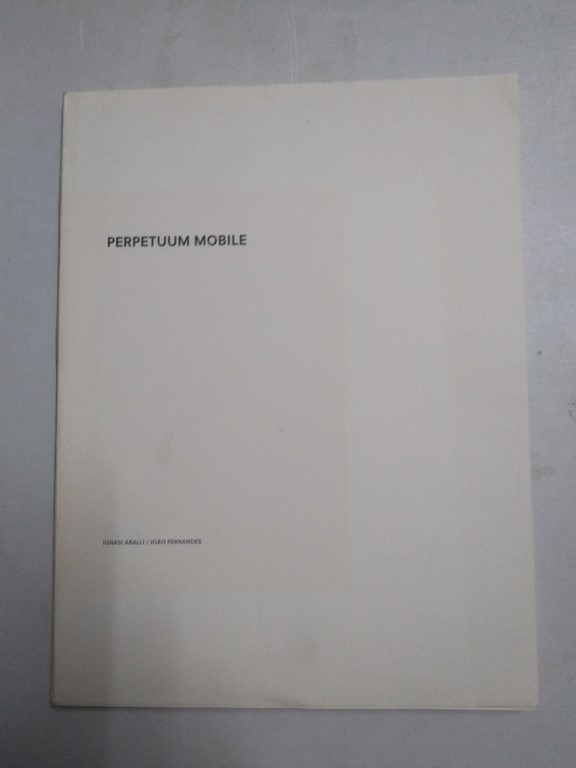 PERPETUUM MOBILE
IGNASI ABALLÍ / JOÃO FERNANDES